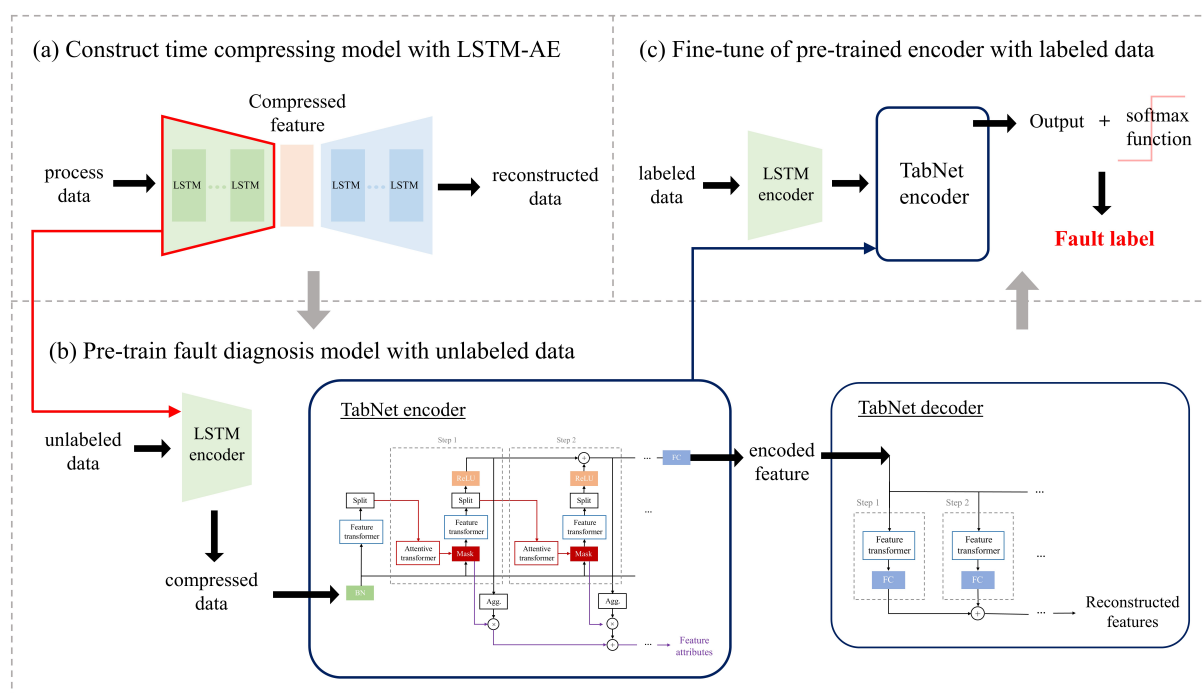 (a) Construct time compressing model with LSTM-AE
Compressed
feature
process
data
LSTM
LSTM
LSTM
LSTM
reconstructed
data
(c) Fine-tune of pre-trained encoder with labeled data
labeled
data
LSTM
encoder
TabNet
encoder
Output
+
softmax
function
Fault label
(b) Pre-train fault diagnosis model with unlabeled data
unlabeled
data
LSTM
encoder
compressed
data
TabNet encoder
Step 1
Step 2
+
...
FC
ReLU
ReLU
Split
Split
Split
...
Feature
transformer
Feature
transformer
Feature
transformer
Attentive
transformer
Mask
Attentive
transformer
Mask
BN
Agg.
Agg.
×
×
+
...
Feature
attributes
encoded
feature
TabNet decoder
...
Step 1
Step 2
Feature
transformer
Feature
transformer
...
FC
FC
+
...
Reconstructed
features